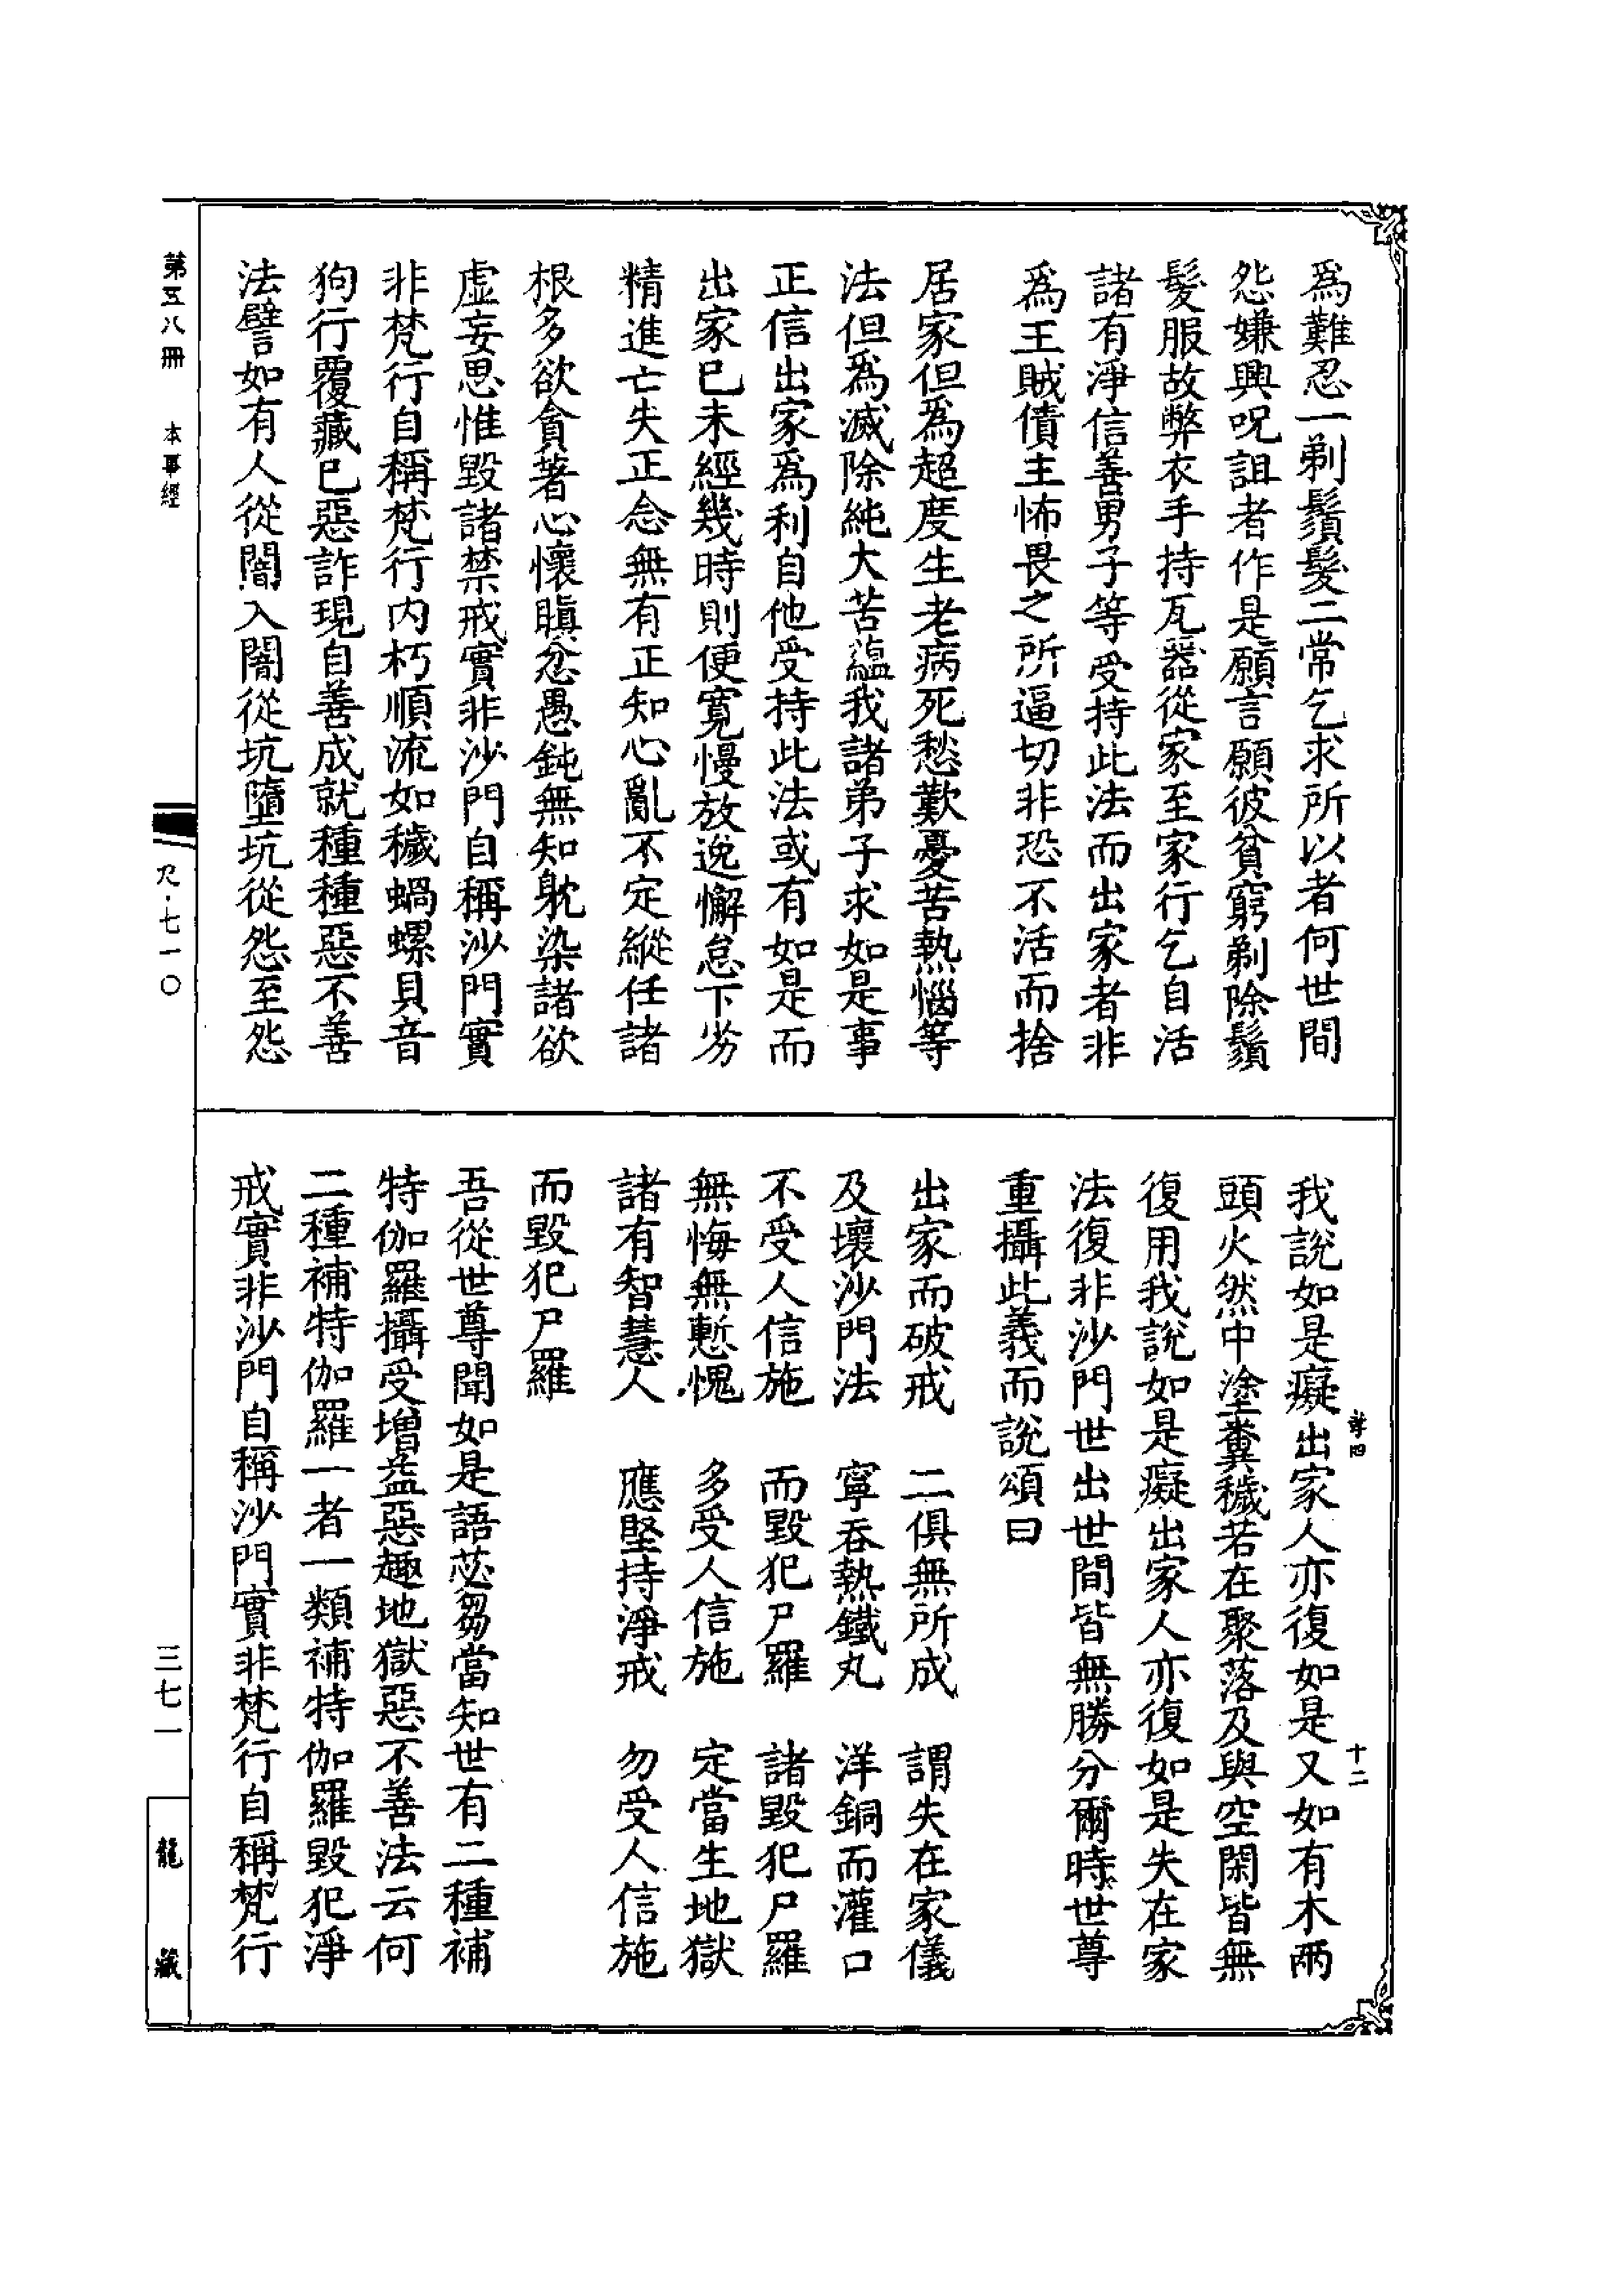 爲難忍一剃鬚髮二常乞求所以者何世間
怨嫌興呪詛者作是願言願彼貧窮剃除鬚
髮服故弊衣手持瓦器從家至家行乞自活
諸有淨信善男子等受持此法而出家者非
爲王賊債主怖畏之所逼切非恐不活而捨
居家但爲超度生老病死愁歎憂苦熱惱等
法但爲滅除純大苦蘊我諸弟子求如是事
正信出家爲利自他受持此法或有如是而
出家已未經幾時則便寬慢放逸懈怠下劣
精進亡失正念無有正知心亂不定縱任諸
根多欲貪著心懷瞋忿愚鈍無知躭染諸欲
虛妄思惟毀諸禁戒實非沙門自稱沙門實
非梵行自稱梵行內朽順流如穢蝸螺貝音
狗行覆藏已惡詐現自善成就種種惡不善
法譬如有人從闇入闇從坑墮坑從怨至怨
我說如是癡出家人亦復如是又如有木兩
頭火然中塗糞穢若在聚落及與空閑皆無
復用我說如是癡出家人亦復如是失在家
法復非沙門世出世間皆無勝分爾時世尊
重攝此義而說頌曰
出家而破戒　二俱無所成　謂失在家儀
及壞沙門法　寧吞熱鐵丸　洋銅而灌口
不受人信施　而毀犯尸羅　諸毀犯尸羅
無悔無慙愧　多受人信施　定當生地獄
諸有智慧人　應堅持淨戒　勿受人信施
而毀犯尸羅
吾從世尊聞如是語苾芻當知世有二種補
特伽羅攝受增益惡趣地獄惡不善法云何
二種補特伽羅一者一類補特伽羅毀犯淨
戒實非沙門自稱沙門實非梵行自稱梵行
十二
第五八冊　本事經
尺·七一〇
三七一
龍藏